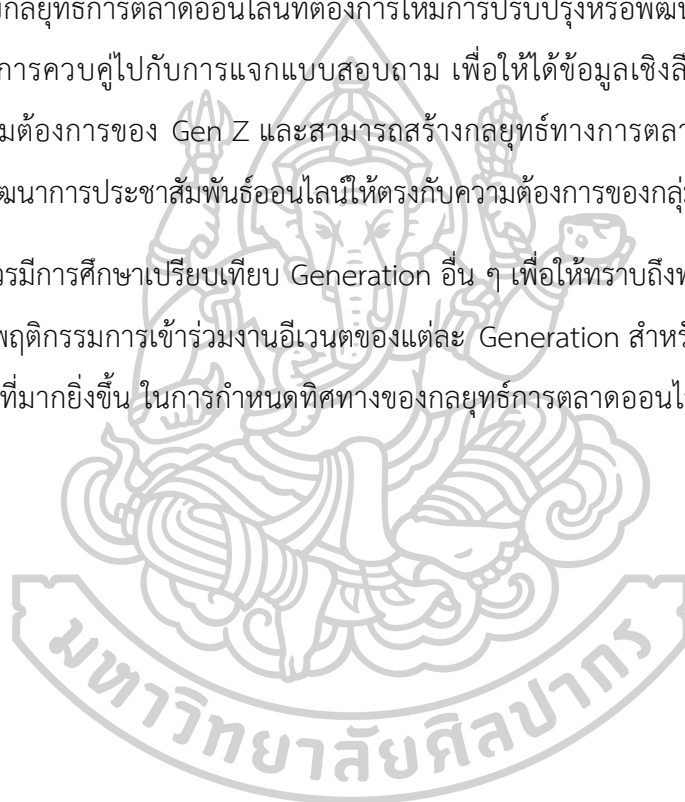 กลยุทธ์การตลาดออนไลน์ที่ต้องการให้มีการปรับปรุงหรือพัฒน
การควบคู่ไปกับการแจกแบบสอบถาม เพื่อให้ได้ข้อมูลเชิงลึ
มต้องการของ Gen Z และสามารถสร้างกลยุทธ์ทางการตลา
ฒนาการประชาสัมพันธ์ออนไลน์ให้ตรงกับความต้องการของกลุ่ม
วรมีการศึกษาเปรียบเทียบ Generation อื่น ๆ เพื่อให้ทราบถึงพ
พฤติกรรมการเข้าร่วมงานอีเวนตของแต่ละ Generation สำหรั
ที่มากยิ่งขึ้น ในการกำหนดทิศทางของกลยุทธ์การตลาดออนไล
มหาวิทยาลัยศิลปากร